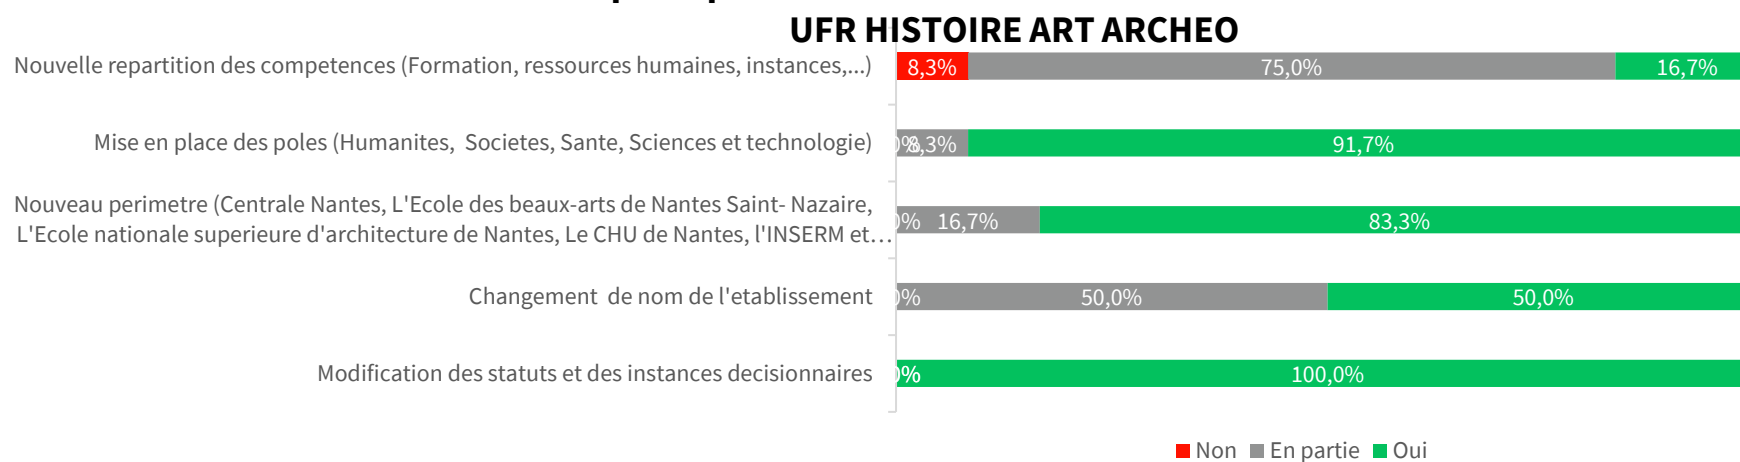 UFR HISTOIRE ART ARCHEO
Nouvelle repartition des competences (Formation, ressources humaines, instances,...) 8,3% 75,0% 16,7%
Mise en place des poles (Humanites, Societes, Sante, Sciences et technologie) 0% 8,3% 91,7%
Nouveau perimetre (Centrale Nantes, L'Ecole des beaux-arts de Nantes Saint- Nazaire,
L'Ecole nationale superieure d'architecture de Nantes, Le CHU de Nantes, l'INSERM et… 0% 16,7% 83,3%
Changement de nom de l'etablissement 0% 50,0% 50,0%
Modification des statuts et des instances decisionnaires 0% 100,0%
Non En partie Oui